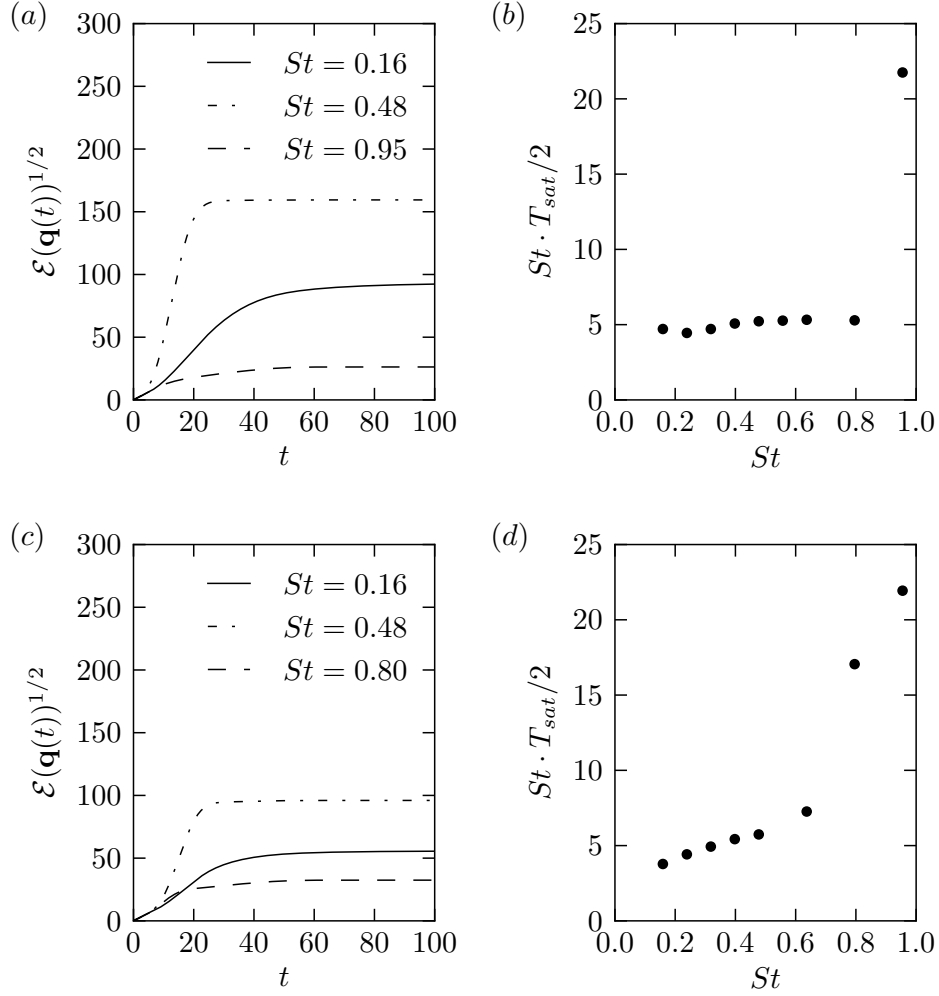 (a)
300
250
200
150
100
50
0
0 20 40 60 80 100
t
ℰ(𝐪(t))^{1/2}
St = 0.16
St = 0.48
St = 0.95
(b)
25
20
15
10
5
0
0.0 0.2 0.4 0.6 0.8 1.0
St
St · T_{sat}/2
(c)
300
250
200
150
100
50
0
0 20 40 60 80 100
t
ℰ(𝐪(t))^{1/2}
St = 0.16
St = 0.48
St = 0.80
(d)
25
20
15
10
5
0
0.0 0.2 0.4 0.6 0.8 1.0
St
St · T_{sat}/2